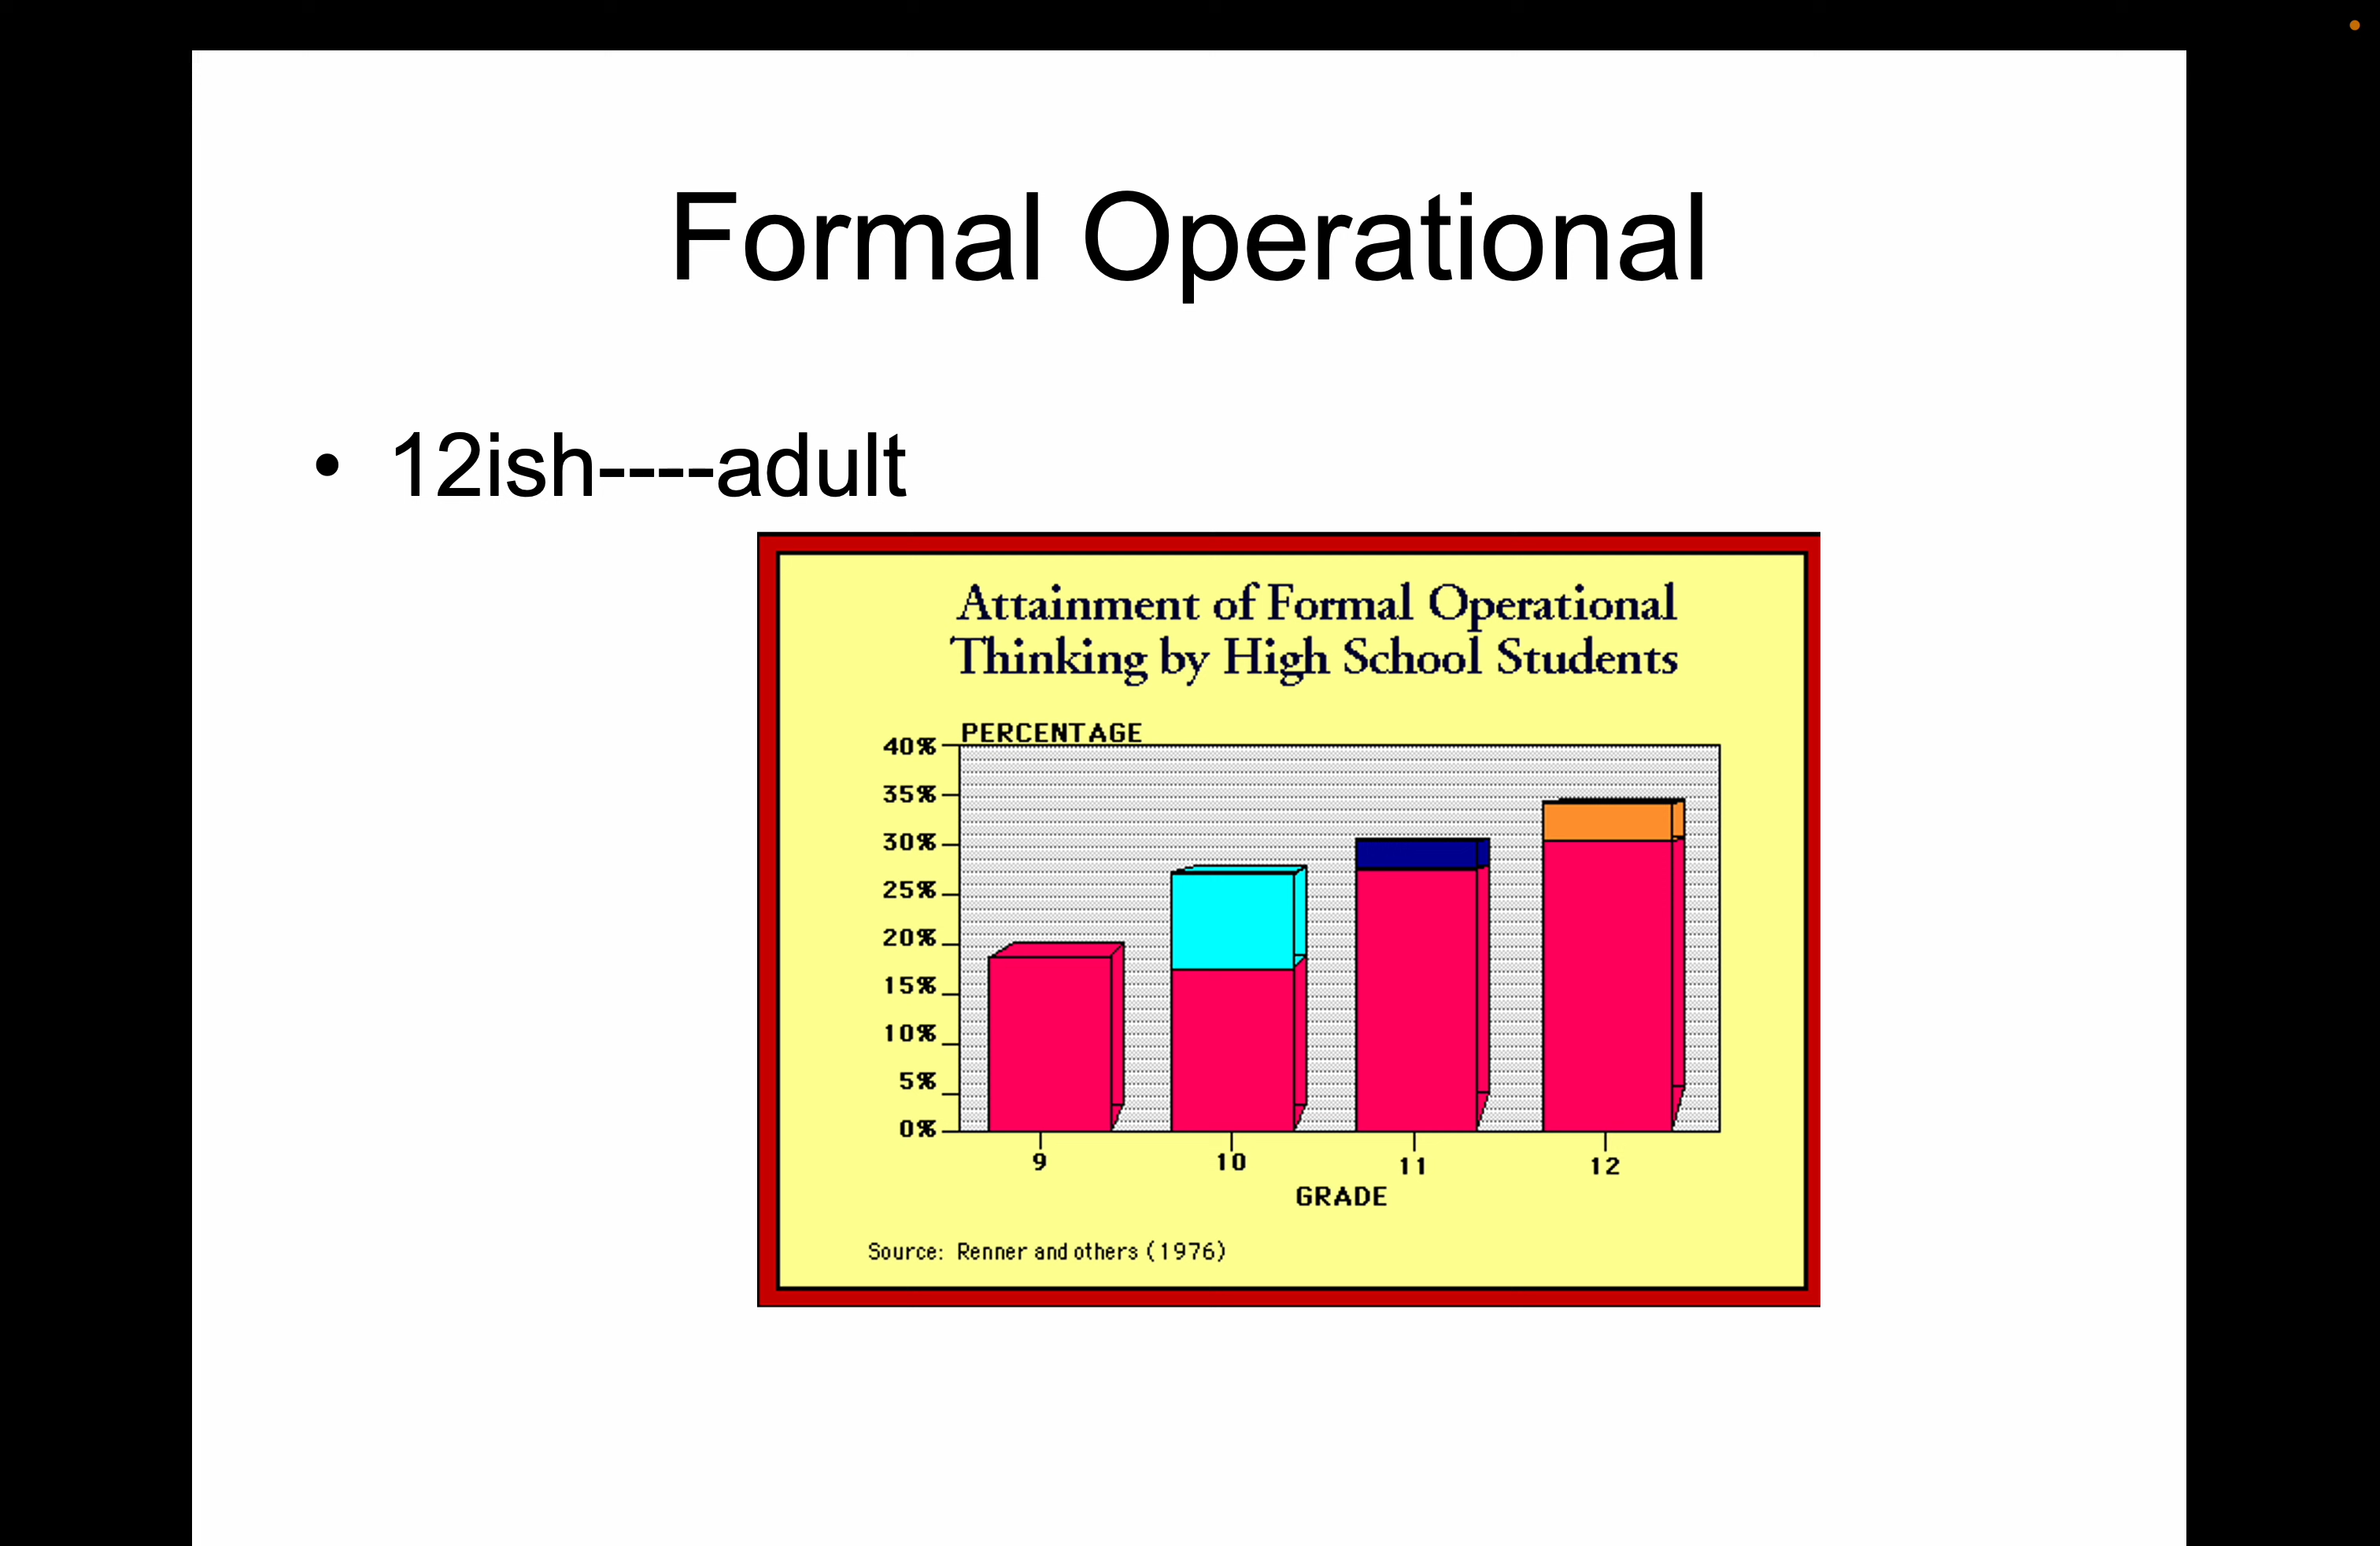 Formal Operational
• 12ish----adult
Attainment of Formal Operational
Thinking by High School Students
PERCENTAGE
40%
35%
30%
25%
20%
15%
10%
5%
0%
9 10 11 12
GRADE
Source: Renner and others (1976)